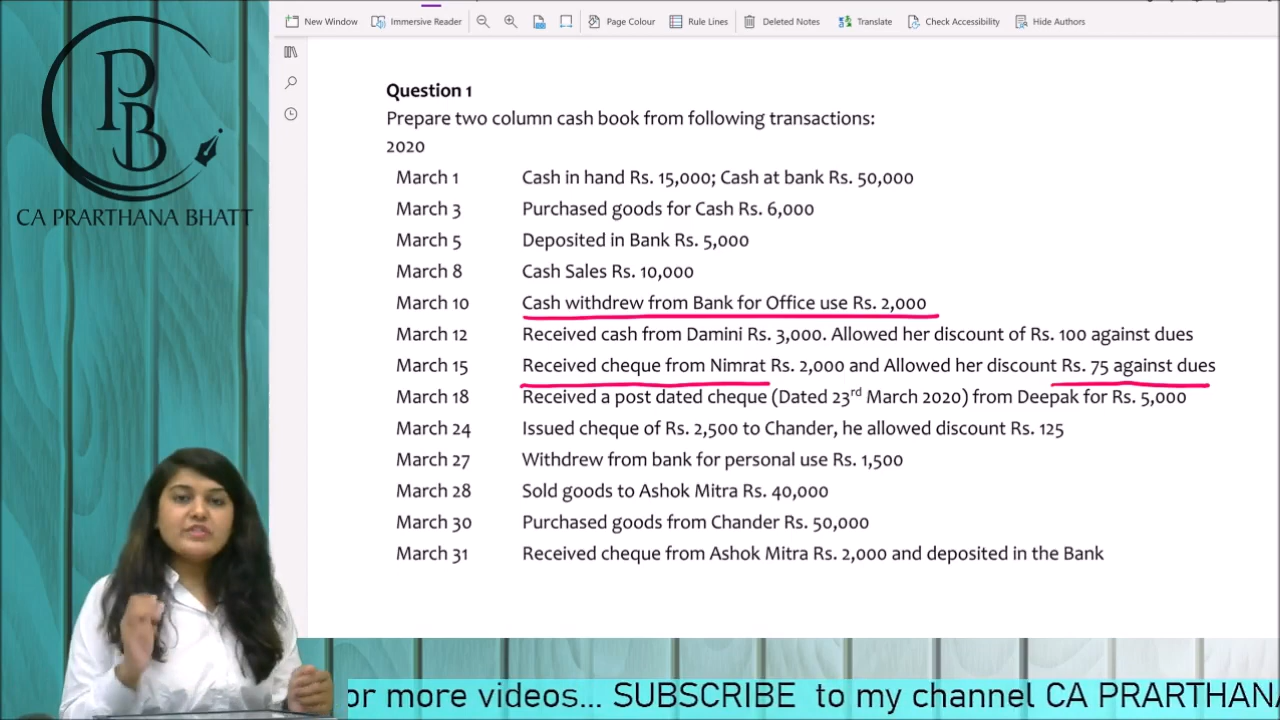 New Window Immersive Reader Page Colour Rule Lines Deleted Notes Translate Check Accessibility Hide Authors
P
B
CA PRARTHANA BHATT
Question 1
Prepare two column cash book from following transactions:
2020
March 1 Cash in hand Rs. 15,000; Cash at bank Rs. 50,000
March 3 Purchased goods for Cash Rs. 6,000
March 5 Deposited in Bank Rs. 5,000
March 8 Cash Sales Rs. 10,000
March 10 Cash withdrew from Bank for Office use Rs. 2,000
March 12 Received cash from Damini Rs. 3,000. Allowed her discount of Rs. 100 against dues
March 15 Received cheque from Nimrat Rs. 2,000 and Allowed her discount Rs. 75 against dues
March 18 Received a post dated cheque (Dated 23rd March 2020) from Deepak for Rs. 5,000
March 24 Issued cheque of Rs. 2,500 to Chander, he allowed discount Rs. 125
March 27 Withdrew from bank for personal use Rs. 1,500
March 28 Sold goods to Ashok Mitra Rs. 40,000
March 30 Purchased goods from Chander Rs. 50,000
March 31 Received cheque from Ashok Mitra Rs. 2,000 and deposited in the Bank
or more videos... SUBSCRIBE to my channel CA PRARTHAN